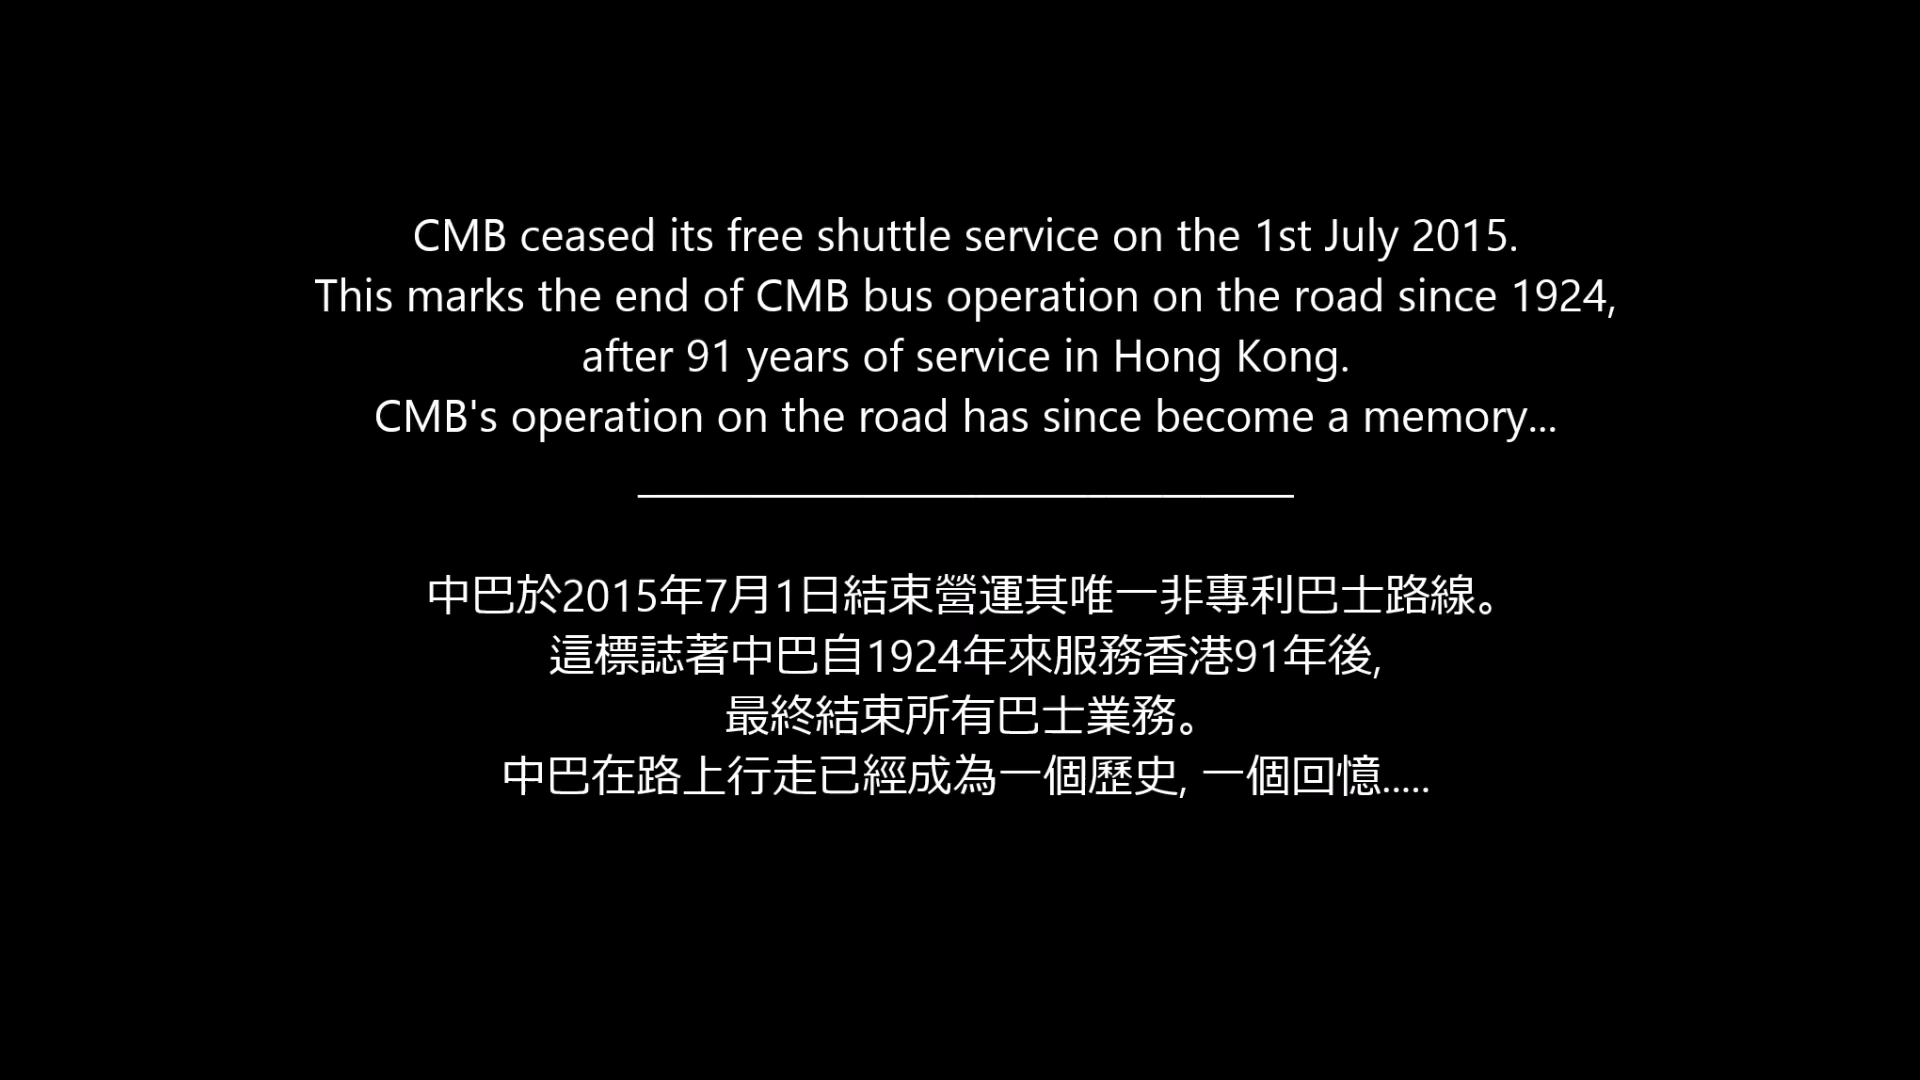 CMB ceased its free shuttle service on the 1st July 2015.
This marks the end of CMB bus operation on the road since 1924,
after 91 years of service in Hong Kong.
CMB's operation on the road has since become a memory...
中巴於2015年7月1日結束營運其唯一非專利巴士路線。
這標誌著中巴自1924年來服務香港91年後,
最終結束所有巴士業務。
中巴在路上行走已經成為一個歷史, 一個回憶.....